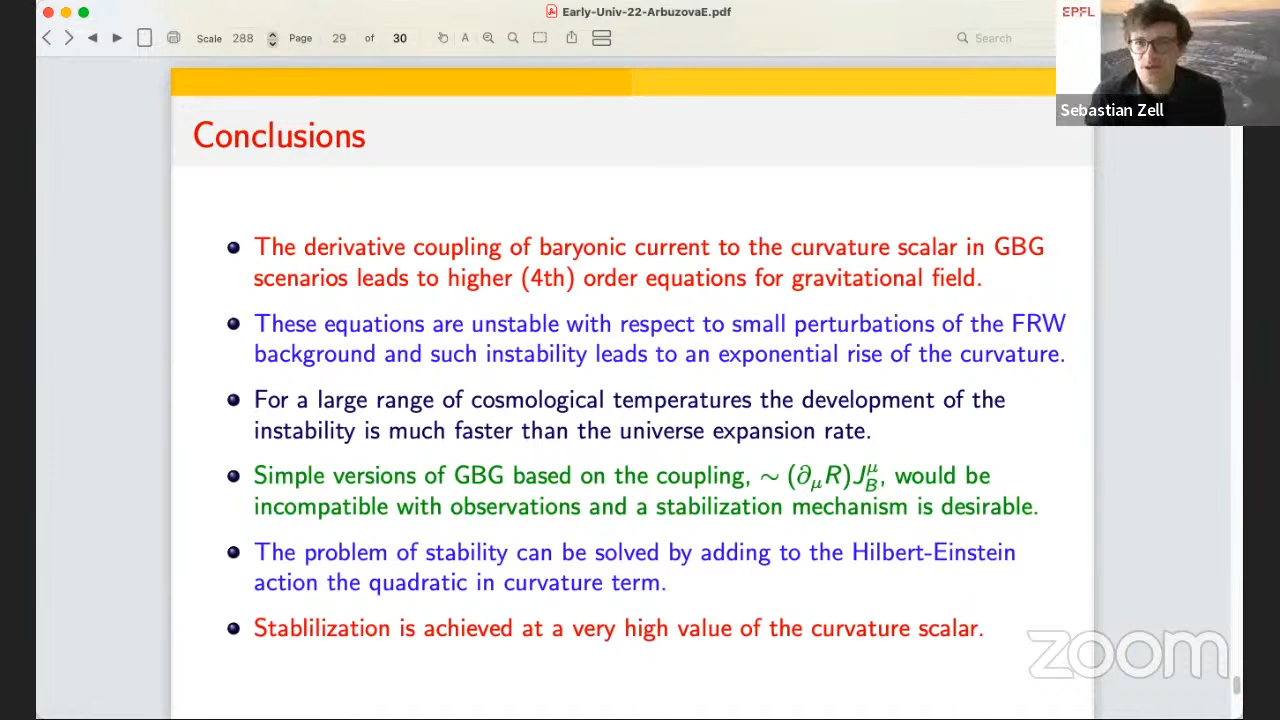 Early-Univ-22-ArbuzovaE.pdf
Scale 288 Page 29 of 30
Search
EPFL
Sebastian Zell
Conclusions
The derivative coupling of baryonic current to the curvature scalar in GBG
scenarios leads to higher (4th) order equations for gravitational field.
These equations are unstable with respect to small perturbations of the FRW
background and such instability leads to an exponential rise of the curvature.
For a large range of cosmological temperatures the development of the
instability is much faster than the universe expansion rate.
Simple versions of GBG based on the coupling, ∼ (∂_μ R)J_B^μ, would be
incompatible with observations and a stabilization mechanism is desirable.
The problem of stability can be solved by adding to the Hilbert-Einstein
action the quadratic in curvature term.
Stablilization is achieved at a very high value of the curvature scalar.
zoom